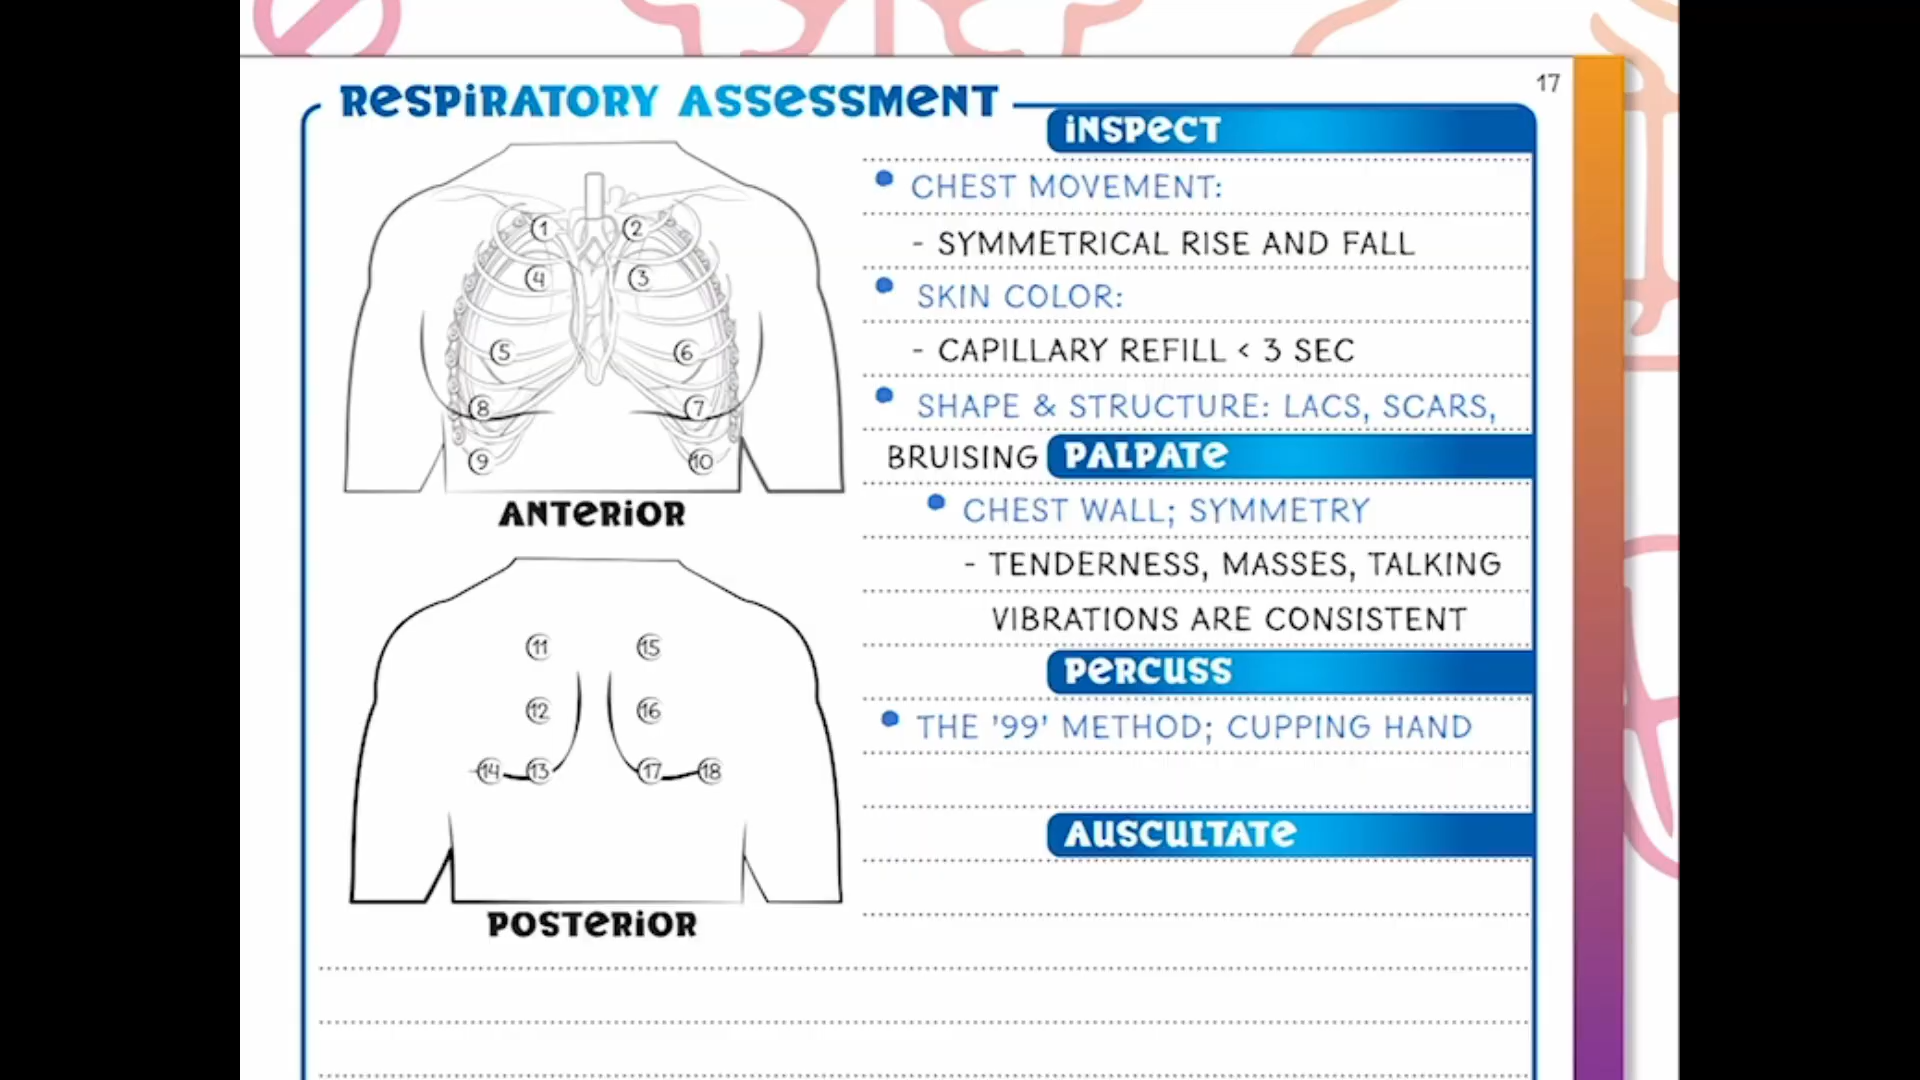 17
RESPIRATORY ASSESSMENT
INSPECT
• CHEST MOVEMENT:
- SYMMETRICAL RISE AND FALL
• SKIN COLOR:
- CAPILLARY REFILL < 3 SEC
• SHAPE & STRUCTURE: LACS, SCARS,
BRUISING
PALPATE
• CHEST WALL; SYMMETRY
- TENDERNESS, MASSES, TALKING
VIBRATIONS ARE CONSISTENT
PERCUSS
• THE '99' METHOD; CUPPING HAND
AUSCULTATE
1 2
4 3
5 6
8 7
9 10
ANTERIOR
11 15
12 16
14 13 17 18
POSTERIOR